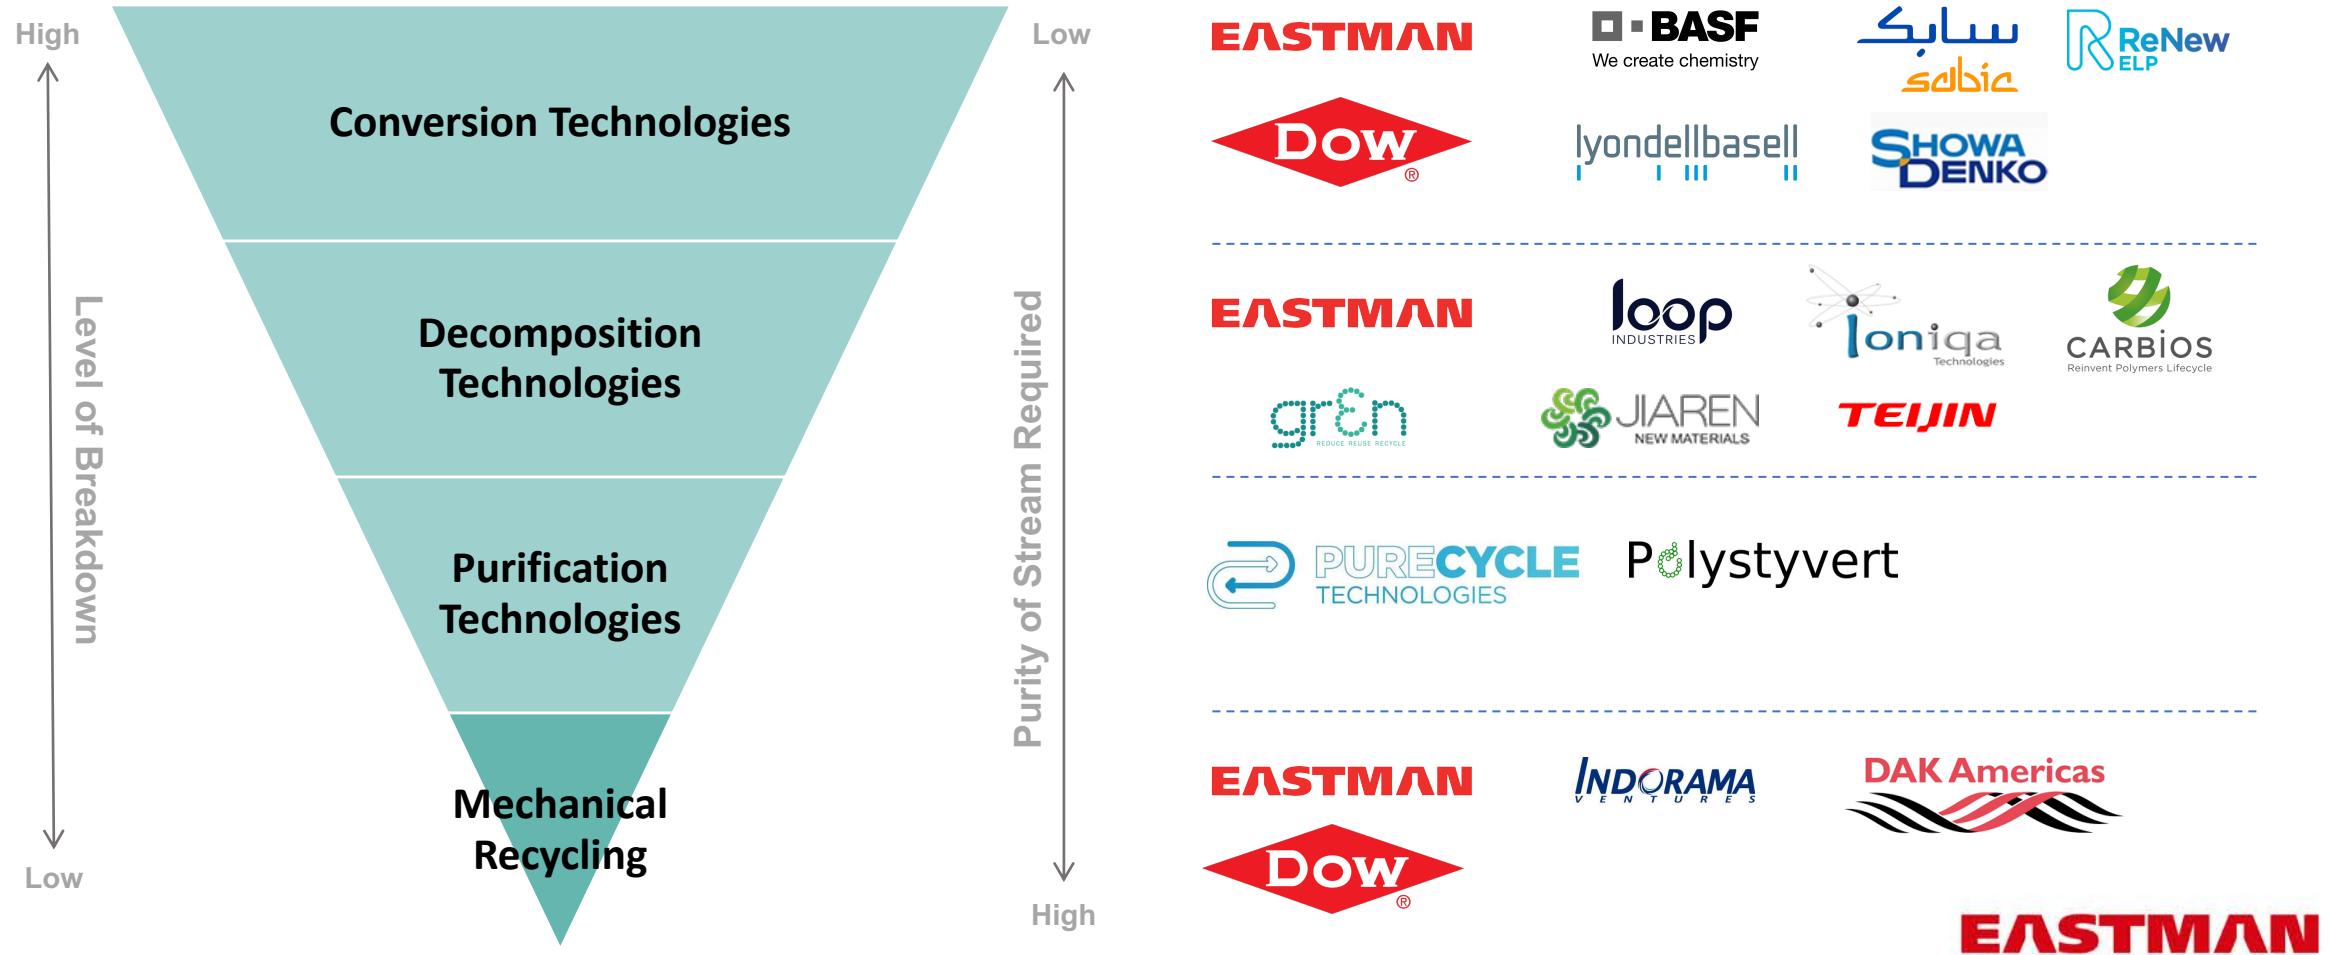 High
Low
Level of Breakdown
Conversion Technologies
Decomposition
Technologies
Purification
Technologies
Mechanical
Recycling
Low
High
Purity of Stream Required
EASTMAN
BASF
We create chemistry
سابك
sabic
ReNew
ELP
DOW
®
lyondellbasell
SHOWA
DENKO
EASTMAN
loop
INDUSTRIES
Ioniqa
Technologies
CARBIOS
Reinvent Polymers Lifecycle
gr3n
REDUCE REUSE RECYCLE
JIAREN
NEW MATERIALS
TEIJIN
PURECYCLE
TECHNOLOGIES
Polystyvert
EASTMAN
INDORAMA
VENTURES
DAK Americas
DOW
®
EASTMAN